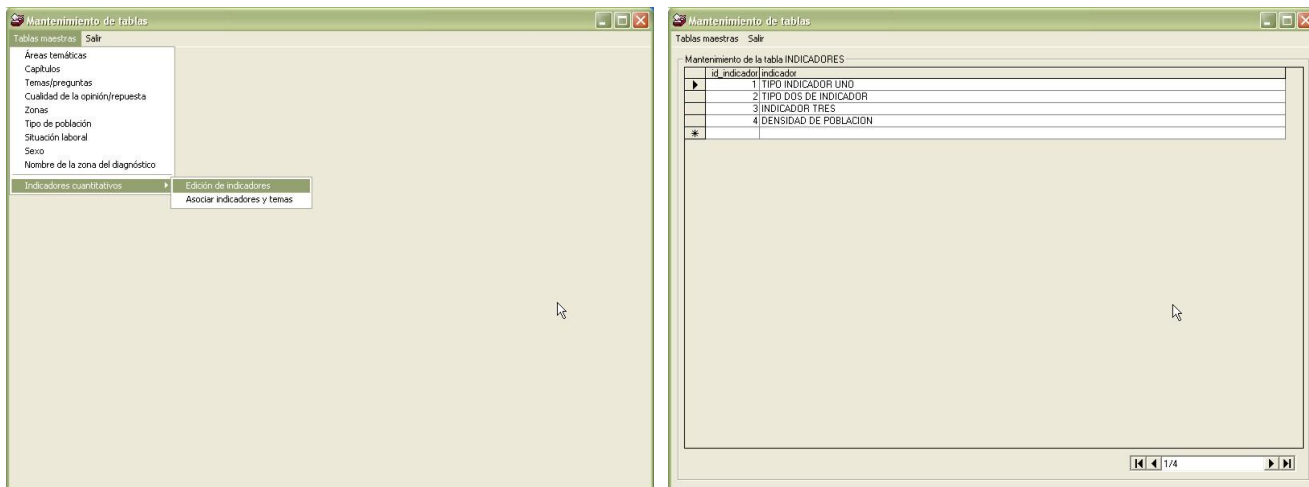 Mantenimiento de tablas
Tablas maestras Salir
Áreas temáticas
Capítulos
Temas/preguntas
Cualidad de la opinión/repuesta
Zonas
Tipo de población
Situación laboral
Sexo
Nombre de la zona del diagnóstico
Indicadores cuantitativos
Edición de indicadores
Asociar indicadores y temas
Mantenimiento de tablas
Tablas maestras Salir
Mantenimiento de la tabla INDICADORES
id_indicador indicador
1 TIPO INDICADOR UNO
2 TIPO DOS DE INDICADOR
3 INDICADOR TRES
4 DENSIDAD DE POBLACION
1/4